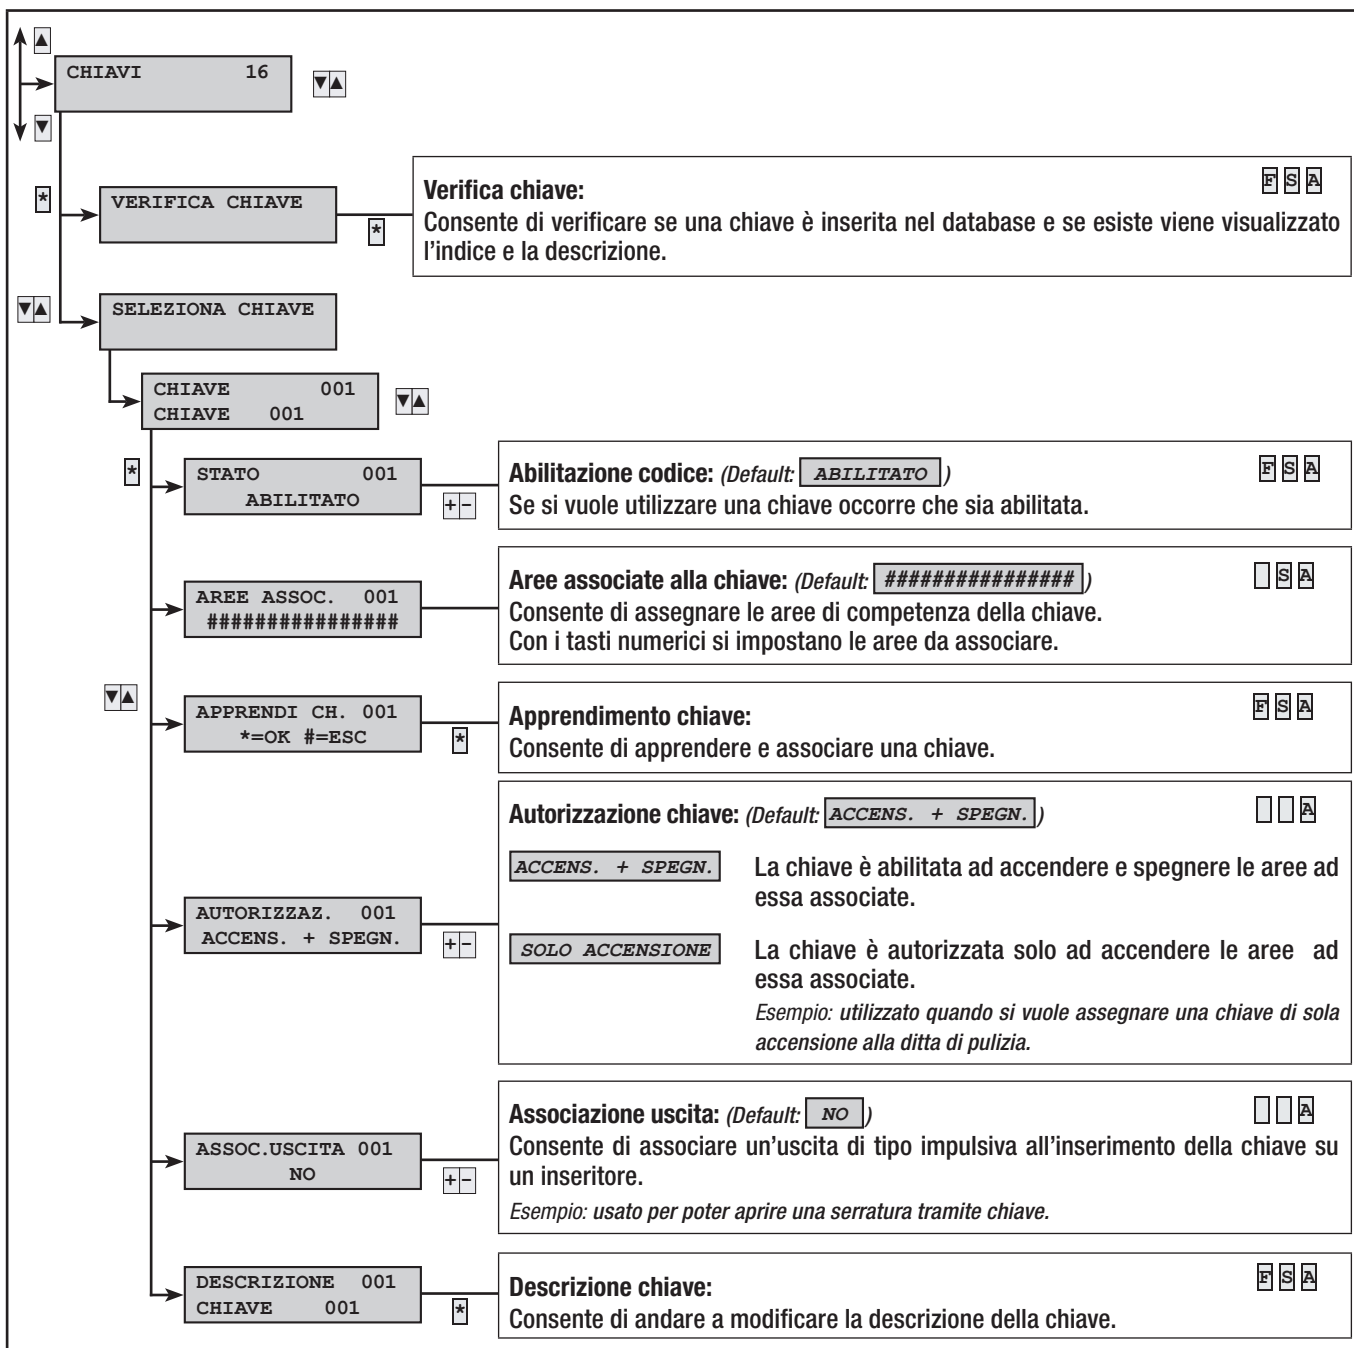 ▲
CHIAVI 16
▼▲
▼
*
VERIFICA CHIAVE
*
Verifica chiave:
F S A
Consente di verificare se una chiave è inserita nel database e se esiste viene visualizzato
l'indice e la descrizione.
▼▲
SELEZIONA CHIAVE
CHIAVE 001
CHIAVE 001
▼▲
*
STATO 001
ABILITATO
+-
Abilitazione codice: (Default: ABILITATO )
F S A
Se si vuole utilizzare una chiave occorre che sia abilitata.
AREE ASSOC. 001
################
Aree associate alla chiave: (Default: ################ )
S A
Consente di assegnare le aree di competenza della chiave.
Con i tasti numerici si impostano le aree da associare.
▼▲
APPRENDI CH. 001
*=OK #=ESC
*
Apprendimento chiave:
F S A
Consente di apprendere e associare una chiave.
AUTORIZZAZ. 001
ACCENS. + SPEGN.
+-
Autorizzazione chiave: (Default: ACCENS. + SPEGN. )
A
ACCENS. + SPEGN.
La chiave è abilitata ad accendere e spegnere le aree ad
essa associate.
SOLO ACCENSIONE
La chiave è autorizzata solo ad accendere le aree ad
essa associate.
Esempio: utilizzato quando si vuole assegnare una chiave di sola
accensione alla ditta di pulizia.
ASSOC.USCITA 001
NO
+-
Associazione uscita: (Default: NO )
A
Consente di associare un'uscita di tipo impulsiva all'inserimento della chiave su
un inseritore.
Esempio: usato per poter aprire una serratura tramite chiave.
DESCRIZIONE 001
CHIAVE 001
*
Descrizione chiave:
F S A
Consente di andare a modificare la descrizione della chiave.